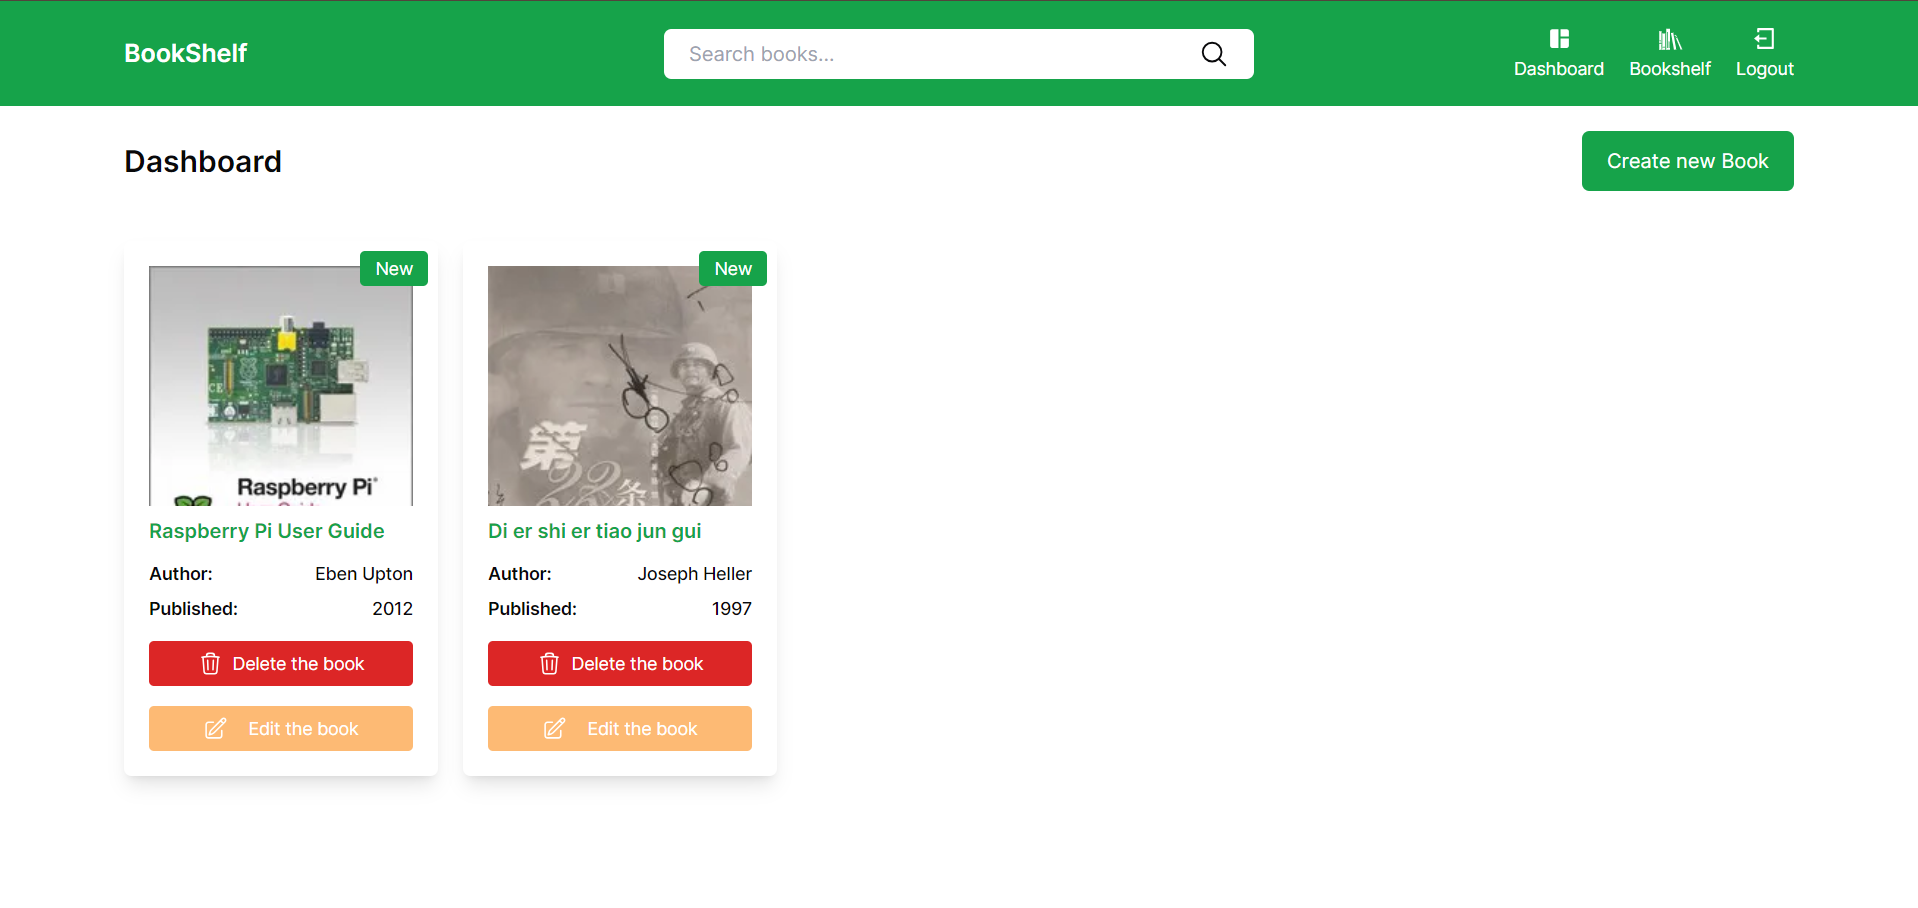 BookShelf
Search books...
Dashboard
Bookshelf
Logout
Dashboard
Create new Book
New
Raspberry Pi
Raspberry Pi User Guide
Author: Eben Upton
Published: 2012
Delete the book
Edit the book
New
第
22条
Di er shi er tiao jun gui
Author: Joseph Heller
Published: 1997
Delete the book
Edit the book